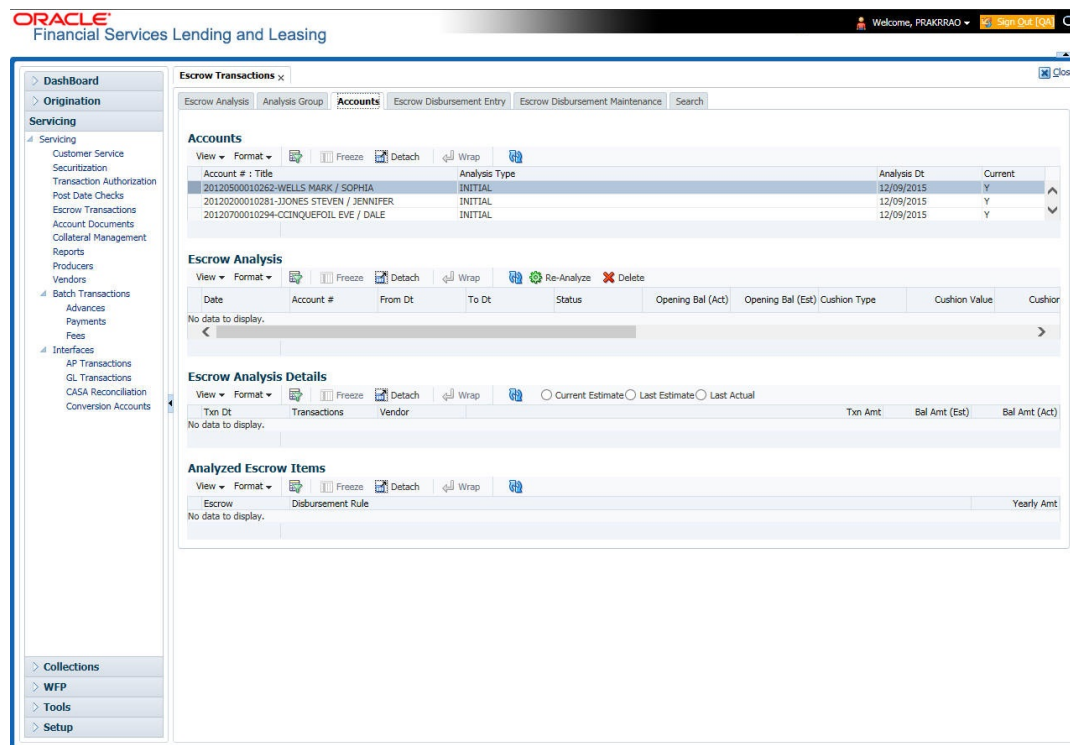 ORACLE®
Welcome, PRAKRRAO
Sign Out [QA]
Financial Services Lending and Leasing
Clos
DashBoard
Origination
Servicing
Servicing
Customer Service
Securitization
Transaction Authorization
Post Date Checks
Escrow Transactions
Account Documents
Collateral Management
Reports
Producers
Vendors
Batch Transactions
Advances
Payments
Fees
Interfaces
AP Transactions
GL Transactions
CASA Reconciliation
Conversion Accounts
Collections
WFP
Tools
Setup
Escrow Transactions x
Escrow Analysis Analysis Group Accounts Escrow Disbursement Entry Escrow Disbursement Maintenance Search
Accounts
View Format Freeze Detach Wrap
Account # : Title Analysis Type Analysis Dt Current
20120500010262-WELLS MARK / SOPHIA INITIAL 12/09/2015 Y
20120200010281-JJONES STEVEN / JENNIFER INITIAL 12/09/2015 Y
20120700010294-CCINQUEFOIL EVE / DALE INITIAL 12/09/2015 Y
Escrow Analysis
View Format Freeze Detach Wrap Re-Analyze Delete
Date Account # From Dt To Dt Status Opening Bal (Act) Opening Bal (Est) Cushion Type Cushion Value Cushior
No data to display.
Escrow Analysis Details
View Format Freeze Detach Wrap Current Estimate Last Estimate Last Actual
Txn Dt Transactions Vendor Txn Amt Bal Amt (Est) Bal Amt (Act)
No data to display.
Analyzed Escrow Items
View Format Freeze Detach Wrap
Escrow Disbursement Rule Yearly Amt
No data to display.